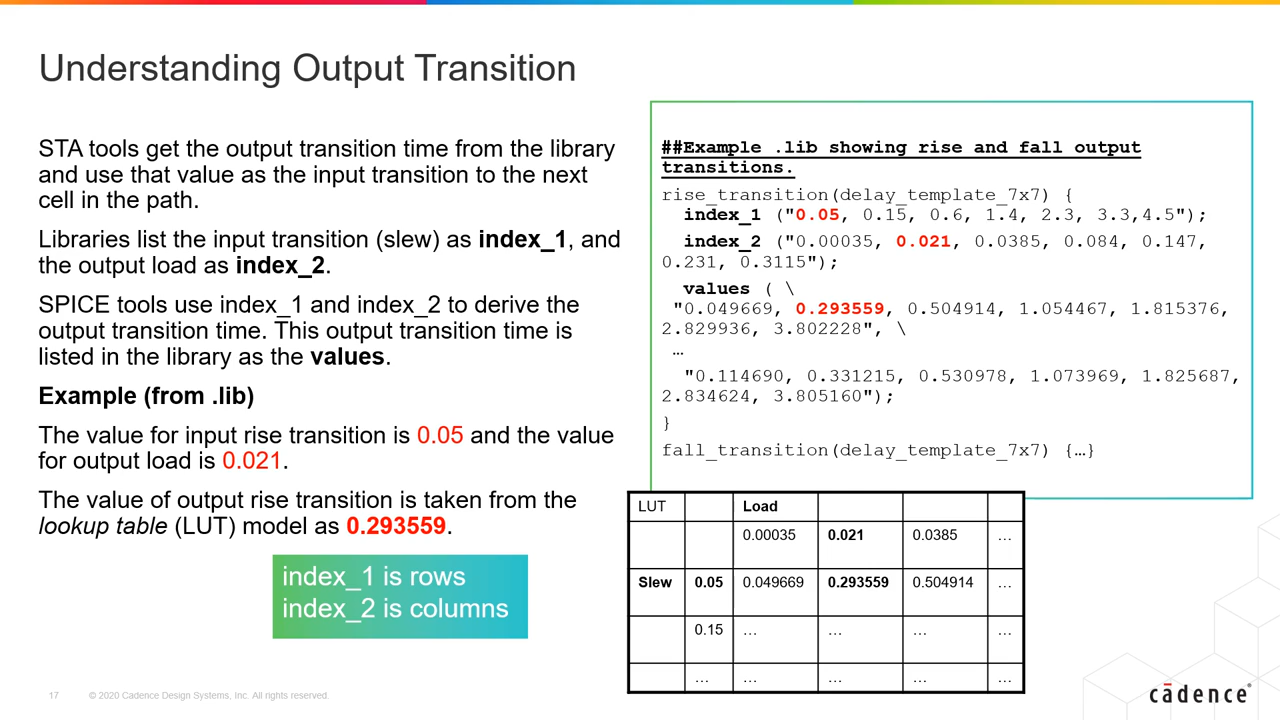 Understanding Output Transition
STA tools get the output transition time from the library
and use that value as the input transition to the next
cell in the path.
Libraries list the input transition (slew) as index_1, and
the output load as index_2.
SPICE tools use index_1 and index_2 to derive the
output transition time. This output transition time is
listed in the library as the values.
Example (from .lib)
The value for input rise transition is 0.05 and the value
for output load is 0.021.
The value of output rise transition is taken from the
lookup table (LUT) model as 0.293559.
index_1 is rows
index_2 is columns
##Example .lib showing rise and fall output
transitions.
rise_transition(delay_template_7x7) {
index_1 ("0.05, 0.15, 0.6, 1.4, 2.3, 3.3,4.5");
index_2 ("0.00035, 0.021, 0.0385, 0.084, 0.147,
0.231, 0.3115");
values ( \
"0.049669, 0.293559, 0.504914, 1.054467, 1.815376,
2.829936, 3.802228", \
…
"0.114690, 0.331215, 0.530978, 1.073969, 1.825687,
2.834624, 3.805160");
}
fall_transition(delay_template_7x7) {…}
LUT Load
0.00035 0.021 0.0385 …
Slew 0.05 0.049669 0.293559 0.504914 …
0.15 … … … …
… … … … …
17 © 2020 Cadence Design Systems, Inc. All rights reserved.
cādence®